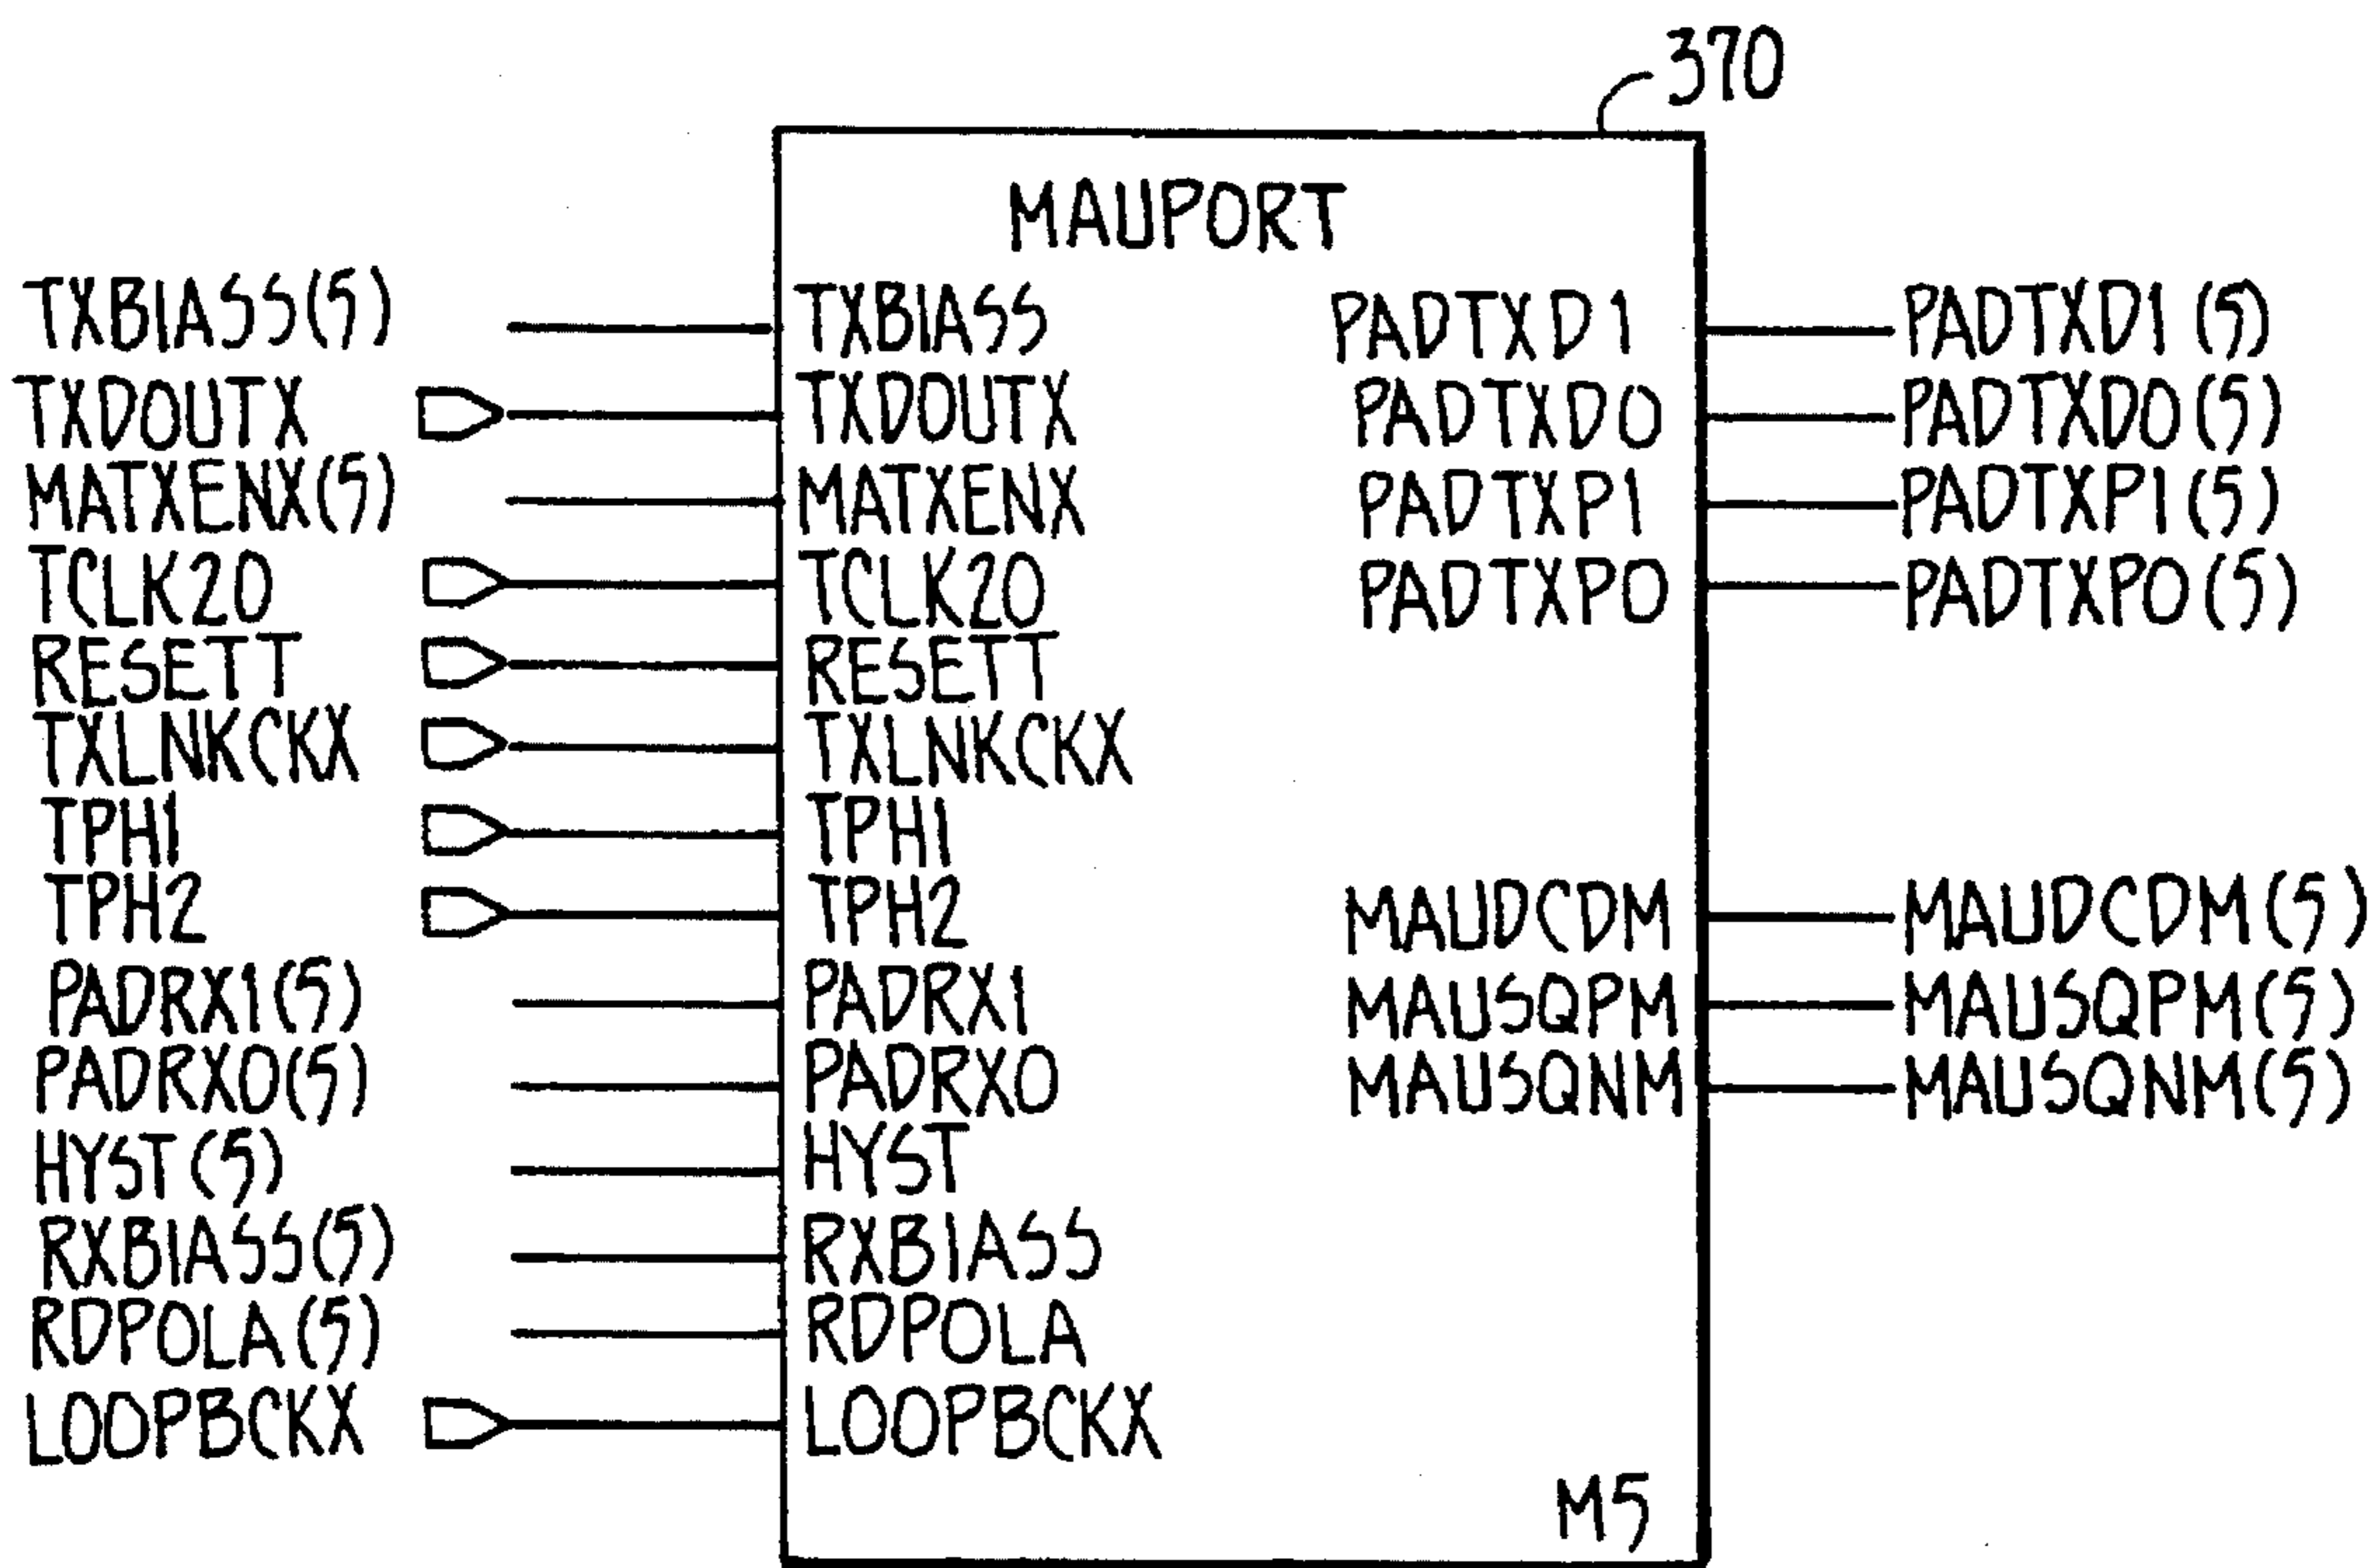 370
MAUPORT
TXBIASS(5) TXBIASS PADTXD1 PADTXD1(5)
TXDOUTX TXDOUTX PADTXD0 PADTXD0(5)
MATXENX(5) MATXENX PADTXP1 PADTXP1(5)
TCLK20 TCLK20 PADTXP0 PADTXP0(5)
RESETT RESETT
TXLNKCKX TXLNKCKX
TPH1 TPH1
TPH2 TPH2 MAUDCDM MAUDCDM(5)
PADRX1(5) PADRX1 MAUSQPM MAUSQPM(5)
PADRX0(5) PADRX0 MAUSQNM MAUSQNM(5)
HYST(5) HYST
RXBIASS(5) RXBIASS
RDPOLA(5) RDPOLA
LOOPBCKX LOOPBCKX
M5